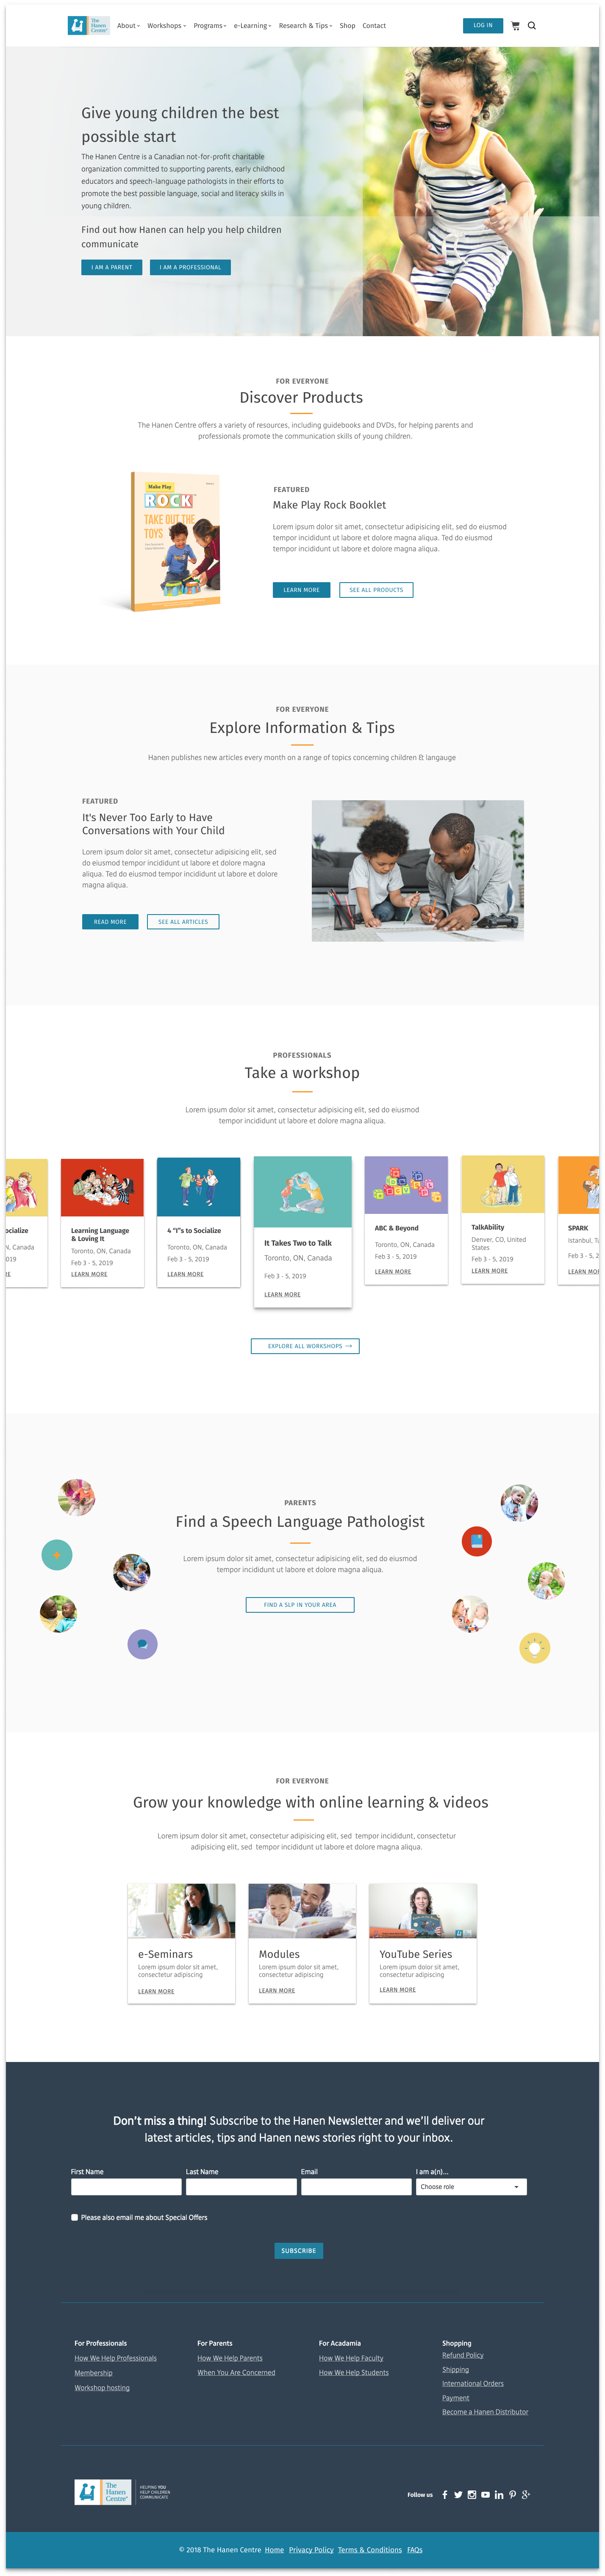 The Hanen Centre®
About
Workshops
Programs
e-Learning
Research & Tips
Shop
Contact
LOG IN
Give young children the best
possible start
The Hanen Centre is a Canadian not-for-profit charitable
organization committed to supporting parents, early childhood
educators and speech-language pathologists in their efforts to
promote the best possible language, social and literacy skills in
young children.
Find out how Hanen can help you help children
communicate
I AM A PARENT
I AM A PROFESSIONAL
FOR EVERYONE
Discover Products
The Hanen Centre offers a variety of resources, including guidebooks and DVDs, for helping parents and
professionals promote the communication skills of young children.
Make Play
ROCK
TAKE OUT THE
TOYS
FEATURED
Make Play Rock Booklet
Lorem ipsum dolor sit amet, consectetur adipisicing elit, sed do eiusmod
tempor incididunt ut labore et dolore magna aliqua. Ted do eiusmod
tempor incididunt ut labore et dolore magna aliqua.
LEARN MORE
SEE ALL PRODUCTS
FOR EVERYONE
Explore Information & Tips
Hanen publishes new articles every month on a range of topics concerning children & langauge
FEATURED
It's Never Too Early to Have
Conversations with Your Child
Lorem ipsum dolor sit amet, consectetur adipisicing elit, sed
do eiusmod tempor incididunt ut labore et dolore magna
aliqua. Ted do eiusmod tempor incididunt ut labore et dolore
magna aliqua.
READ MORE
SEE ALL ARTICLES
PROFESSIONALS
Take a workshop
Lorem ipsum dolor sit amet, consectetur adipisicing elit, sed do eiusmod
tempor incididunt ut labore et dolore magna aliqua.
ocialize
N, Canada
019
RE
Learning Language
& Loving It
Toronto, ON, Canada
Feb 3 - 5, 2019
LEARN MORE
4 "I"s to Socialize
Toronto, ON, Canada
Feb 3 - 5, 2019
LEARN MORE
It Takes Two to Talk
Toronto, ON, Canada
Feb 3 - 5, 2019
LEARN MORE
ABC & Beyond
Toronto, ON, Canada
Feb 3 - 5, 2019
LEARN MORE
TalkAbility
Denver, CO, United
States
Feb 3 - 5, 2019
LEARN MORE
SPARK
Istanbul, Tu
Feb 3 - 5, 2
LEARN MOR
EXPLORE ALL WORKSHOPS →
PARENTS
Find a Speech Language Pathologist
Lorem ipsum dolor sit amet, consectetur adipisicing elit, sed do eiusmod
tempor incididunt ut labore et dolore magna aliqua.
FIND A SLP IN YOUR AREA
FOR EVERYONE
Grow your knowledge with online learning & videos
Lorem ipsum dolor sit amet, consectetur adipisicing elit, sed tempor incididunt, consectetur
adipisicing elit, sed tempor incididunt ut labore et dolore magna aliqua.
e-Seminars
Lorem ipsum dolor sit amet,
consectetur adipiscing
LEARN MORE
Modules
Lorem ipsum dolor sit amet,
consectetur adipiscing
LEARN MORE
YouTube Series
Lorem ipsum dolor sit amet,
consectetur adipiscing
LEARN MORE
Don't miss a thing! Subscribe to the Hanen Newsletter and we'll deliver our
latest articles, tips and Hanen news stories right to your inbox.
First Name
Last Name
Email
I am a(n)...
Choose role
Please also email me about Special Offers
SUBSCRIBE
For Professionals
How We Help Professionals
Membership
Workshop hosting
For Parents
How We Help Parents
When You Are Concerned
For Acadamia
How We Help Faculty
How We Help Students
Shopping
Refund Policy
Shipping
International Orders
Payment
Become a Hanen Distributor
The
Hanen
Centre®
HELPING YOU
HELP CHILDREN
COMMUNICATE
Follow us
© 2018 The Hanen Centre Home Privacy Policy Terms & Conditions FAQs